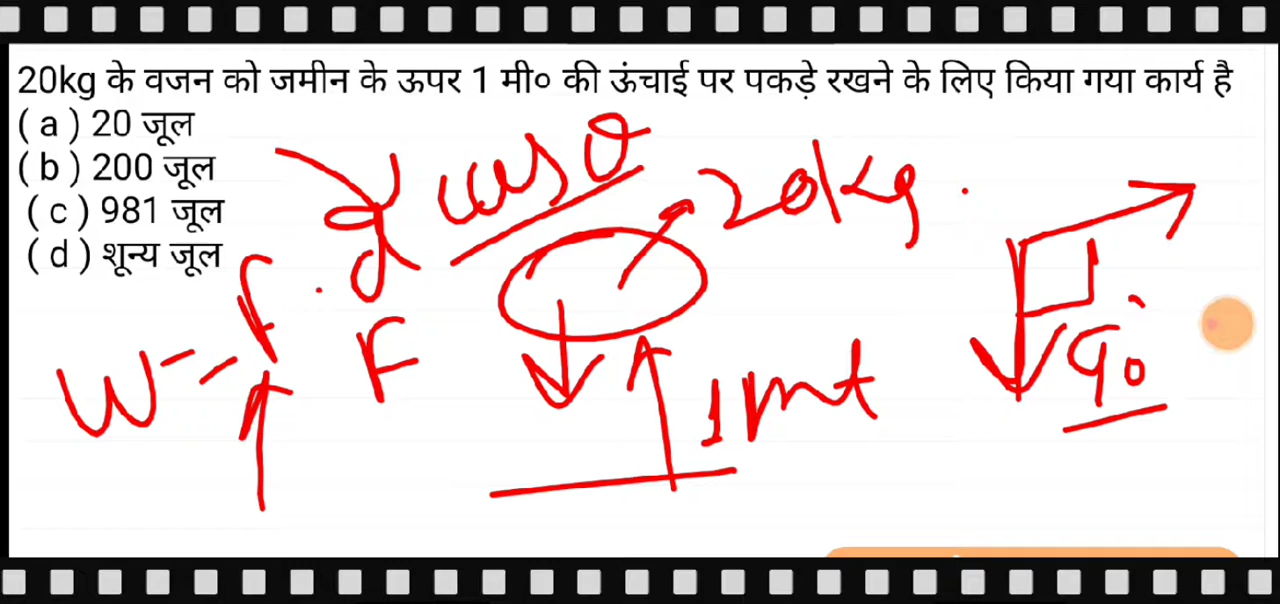 20kg के वजन को जमीन के ऊपर 1 मी० की ऊंचाई पर पकड़े रखने के लिए किया गया कार्य है
( a ) 20 जूल
( b ) 200 जूल
( c ) 981 जूल
( d ) शून्य जूल
cosθ
20kg
W = F . d
F
1mt
90°